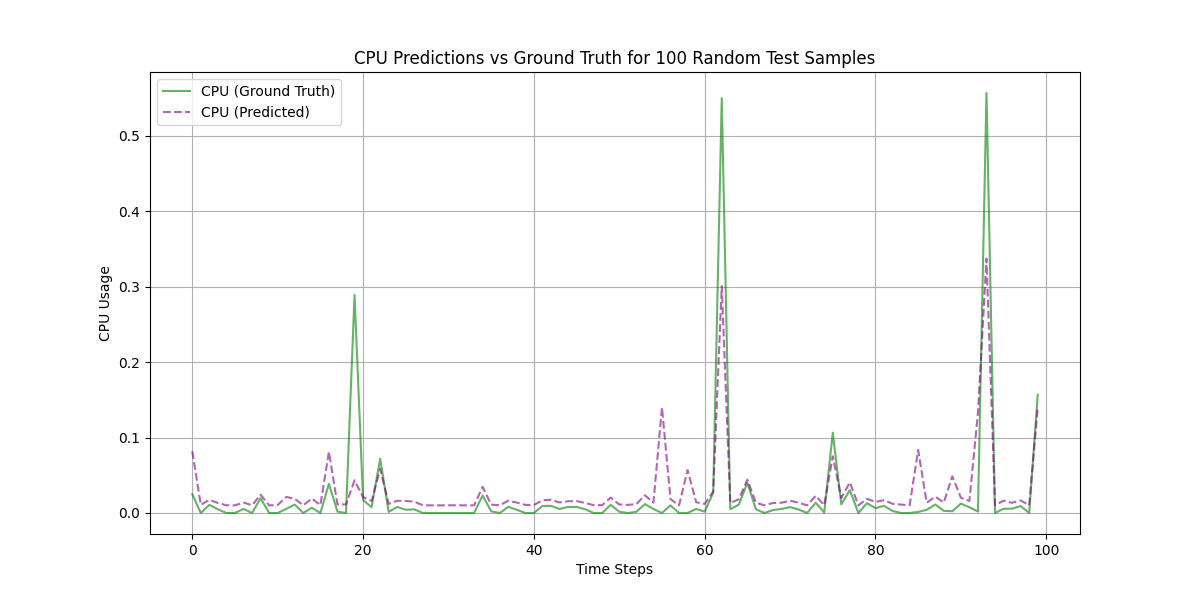 CPU Predictions vs Ground Truth for 100 Random Test Samples
CPU (Ground Truth)
CPU (Predicted)
CPU Usage
0.5
0.4
0.3
0.2
0.1
0.0
0 20 40 60 80 100
Time Steps